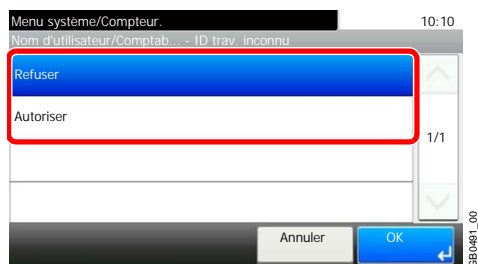 Menu système/Compteur.
10:10
Nom d'utilisateur/Comptab... - ID trav. inconnu
Refuser
Autoriser
1/1
Annuler
OK
GB0491_00